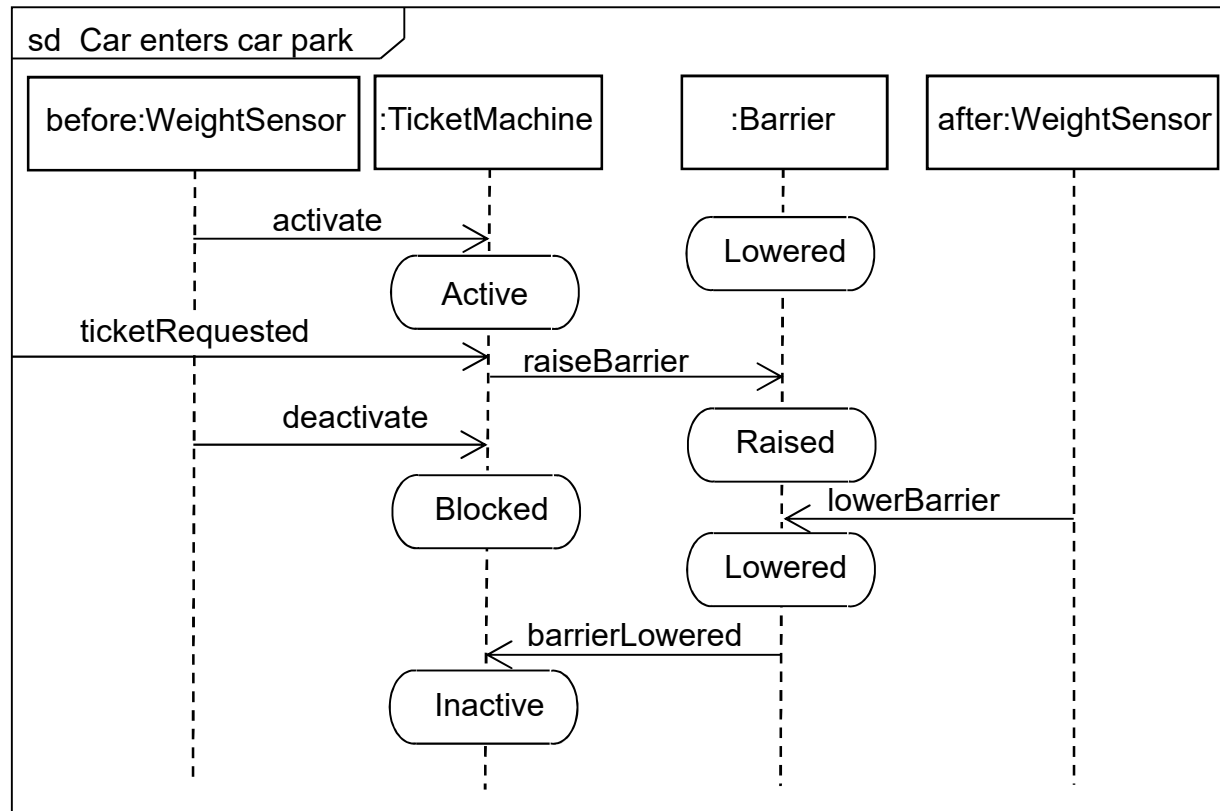 sd Car enters car park
before:WeightSensor
:TicketMachine
:Barrier
after:WeightSensor
activate
Lowered
Active
ticketRequested
raiseBarrier
deactivate
Raised
Blocked
lowerBarrier
Lowered
barrierLowered
Inactive